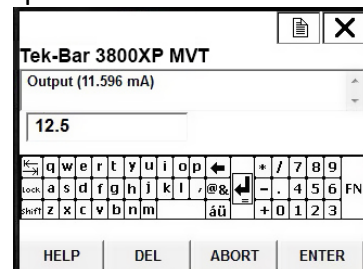 Tek-Bar 3800XP MVT
Output (11.596 mA)
12.5
q w e r t y u i o p * / 7 8 9
Lock a s d f g h j k l , @& - . 4 5 6 FN
Shift z x c v b n m áü = + 0 1 2 3
HELP DEL ABORT ENTER